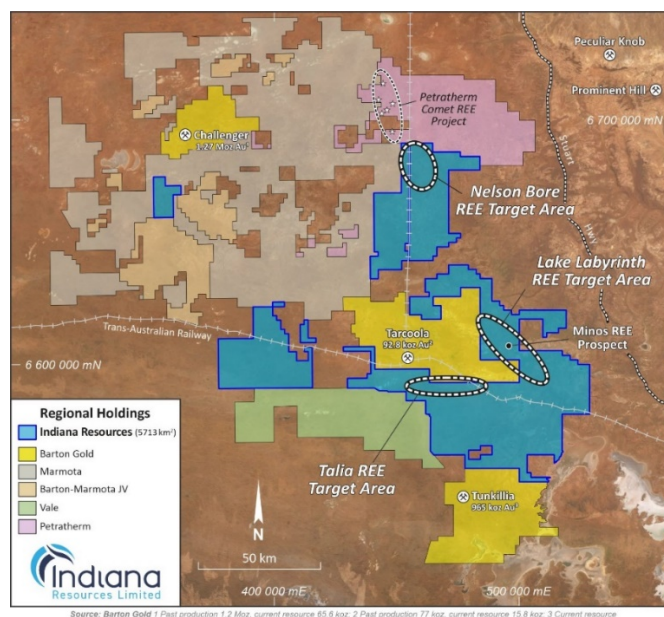 Peculiar Knob
Prominent Hill
6 700 000 mN
Stuart
Hwy
Petratherm
Comet REE
Project
Challenger
1.27 Moz Au¹
Nelson Bore
REE Target Area
Lake Labyrinth
REE Target Area
Minos REE
Prospect
Trans-Australian Railway
Tarcoola
92.8 koz Au²
6 600 000 mN
Talia REE
Target Area
Tunkillia
965 koz Au³
Regional Holdings
Indiana Resources (5713 km²)
Barton Gold
Marmota
Barton-Marmota JV
Vale
Petratherm
N
50 km
400 000 mE
500 000 mE
Indiana
Resources Limited
Source: Barton Gold 1 Past production 1.2 Moz, current resource 65.6 koz; 2 Past production 77 koz, current resource 15.8 koz; 3 Current resource